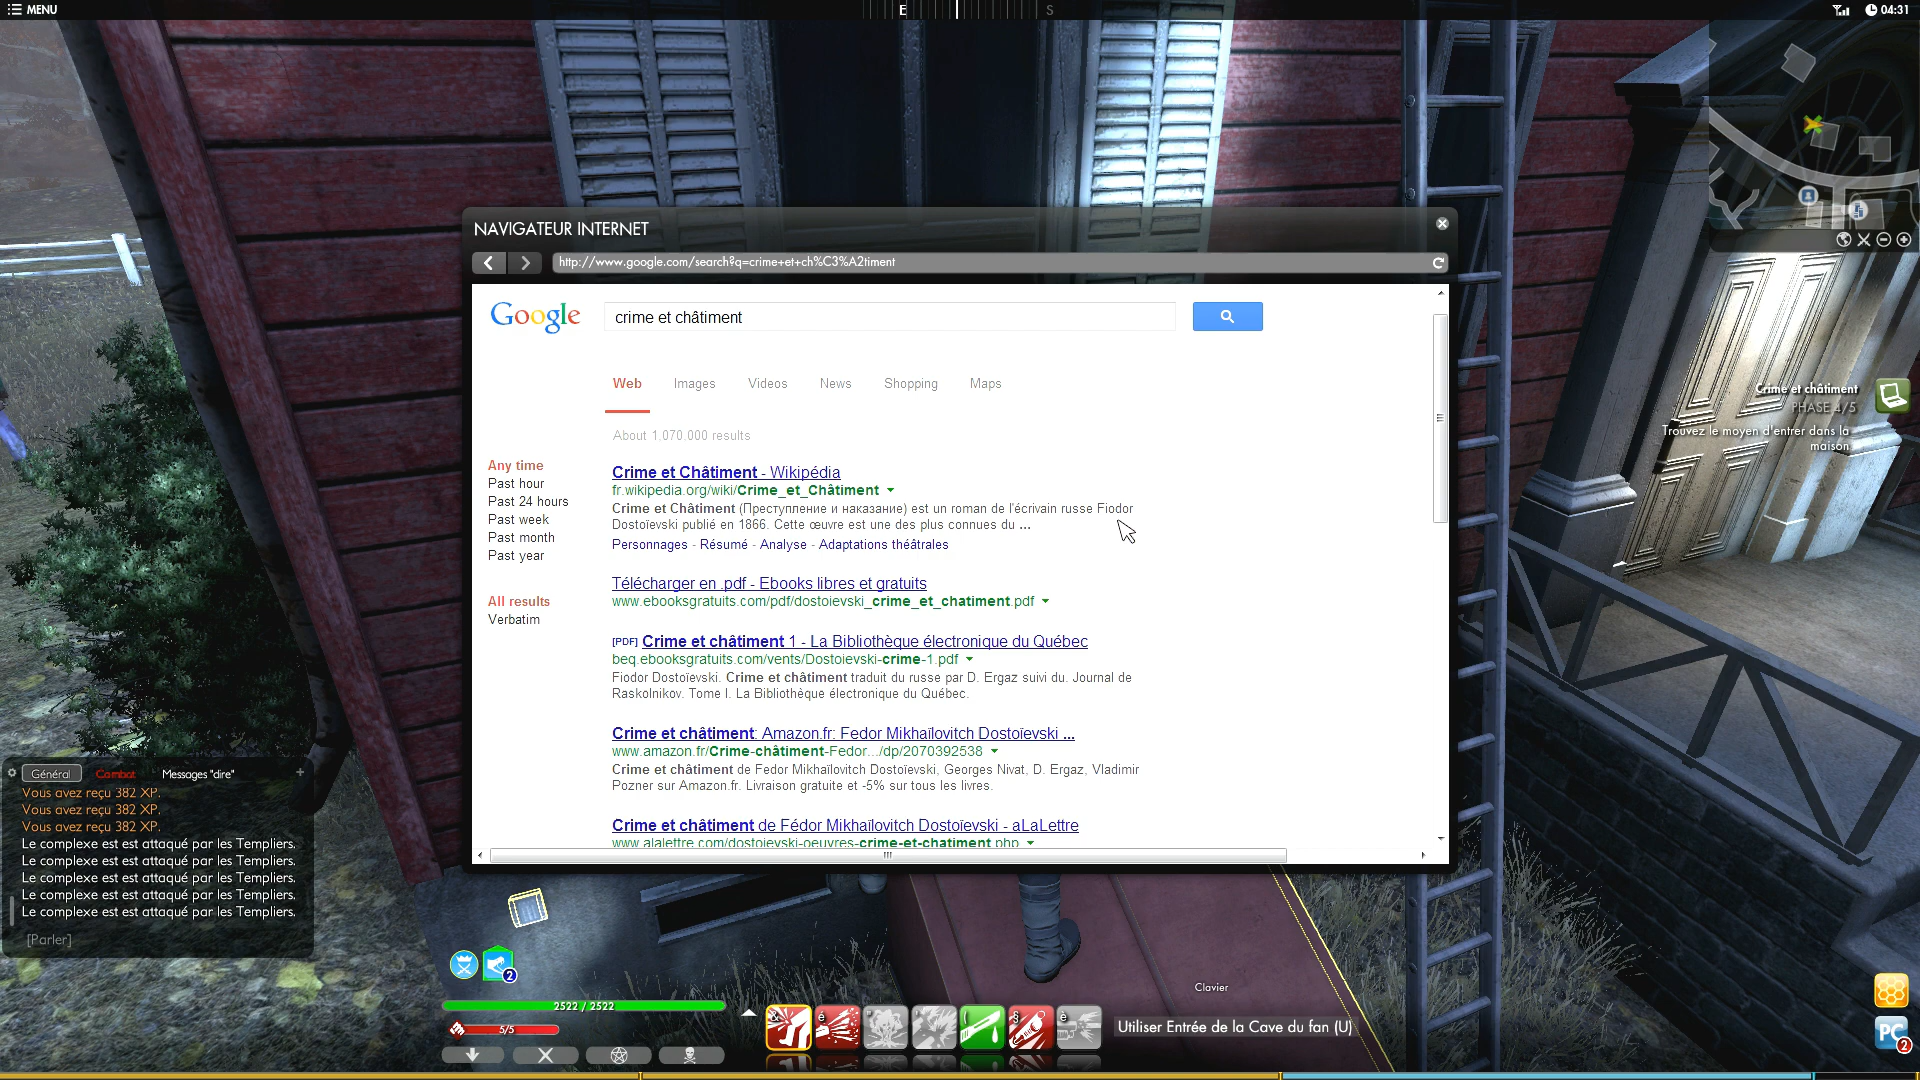 MENU
E
S
04:31
NAVIGATEUR INTERNET
http://www.google.com/search?q=crime+et+ch%C3%A2timent
Google
crime et châtiment
Web Images Videos News Shopping Maps
About 1,070,000 results
Any time
Past hour
Past 24 hours
Past week
Past month
Past year
All results
Verbatim
Crime et Châtiment - Wikipédia
fr.wikipedia.org/wiki/Crime_et_Châtiment
Crime et Châtiment (Преступление и наказание) est un roman de l'écrivain russe Fiodor
Dostoïevski publié en 1866. Cette œuvre est une des plus connues du ...
Personnages - Résumé - Analyse - Adaptations théâtrales
Télécharger en .pdf - Ebooks libres et gratuits
www.ebooksgratuits.com/pdf/dostoievski_crime_et_chatiment.pdf
[PDF] Crime et châtiment 1 - La Bibliothèque électronique du Québec
beq.ebooksgratuits.com/vents/Dostoievski-crime-1.pdf
Fiodor Dostoïevski. Crime et châtiment traduit du russe par D. Ergaz suivi du. Journal de
Raskolnikov. Tome I. La Bibliothèque électronique du Québec.
Crime et châtiment: Amazon.fr: Fedor Mikhaïlovitch Dostoïevski ...
www.amazon.fr/Crime-châtiment-Fedor.../dp/2070392538
Crime et châtiment de Fedor Mikhaïlovitch Dostoïevski, Georges Nivat, D. Ergaz, Vladimir
Pozner sur Amazon.fr. Livraison gratuite et -5% sur tous les livres.
Crime et châtiment de Fédor Mikhaïlovitch Dostoïevski - aLaLettre
www.alalettre.com/dostoievski-oeuvres-crime-et-chatiment.php
Crime et châtiment
PHASE 4/5
Trouvez le moyen d'entrer dans la
maison
Général Combat Messages "dire"
Vous avez reçu 382 XP.
Vous avez reçu 382 XP.
Vous avez reçu 382 XP.
Le complexe est est attaqué par les Templiers.
Le complexe est est attaqué par les Templiers.
Le complexe est est attaqué par les Templiers.
Le complexe est est attaqué par les Templiers.
Le complexe est est attaqué par les Templiers.
[Parler]
2
2522 / 2522
5/5
& é " ' ( § è
Clavier
Utiliser Entrée de la Cave du fan (U)
PC
2